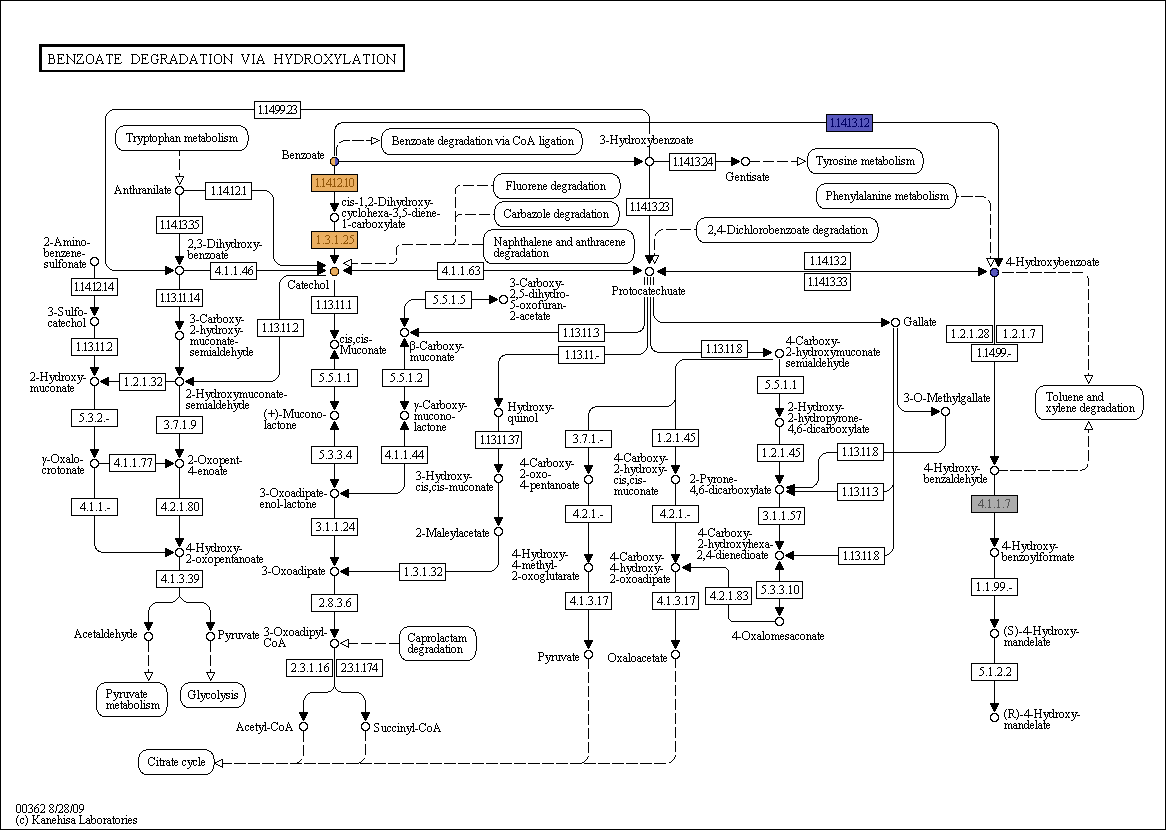 BENZOATE DEGRADATION VIA HYDROXYLATION
1.14.99.23
1.14.13.12
Tryptophan metabolism
Benzoate degradation via CoA ligation
3-Hydroxybenzoate
Benzoate
1.14.13.24
Gentisate
Tyrosine metabolism
Anthranilate
1.14.12.1
1.14.12.10
Fluorene degradation
Phenylalanine metabolism
cis-1,2-Dihydroxy-
cyclohexa-3,5-diene-
1-carboxylate
Carbazole degradation
1.14.13.23
1.14.13.35
2,4-Dichlorobenzoate degradation
1.3.1.25
Naphthalene and anthracene
degradation
2-Amino-
benzene-
sulfonate
2,3-Dihydroxy-
benzoate
4.1.1.46
Catechol
4.1.1.63
Protocatechuate
1.14.13.2
1.14.13.33
4-Hydroxybenzoate
1.14.12.14
1.13.11.14
1.13.11.1
5.5.1.5
3-Carboxy-
2,5-dihydro-
5-oxofuran-
2-acetate
3-Sulfo-
catechol
3-Carboxy-
2-hydroxy-
muconate-
semialdehyde
1.13.11.2
cis,cis-
Muconate
β-Carboxy-
muconate
1.13.11.3
Gallate
1.2.1.28
1.2.1.7
1.14.99.-
1.13.11.2
1.13.11.-
1.13.11.8
4-Carboxy-
2-hydroxymuconate
semialdehyde
2-Hydroxy-
muconate
1.2.1.32
2-Hydroxymuconate-
semialdehyde
5.5.1.1
5.5.1.2
5.5.1.1
3-O-Methylgallate
Toluene and
xylene degradation
5.3.2.-
3.7.1.9
(+)-Mucono-
lactone
γ-Carboxy-
mucono-
lactone
Hydroxy-
quinol
2-Hydroxy-
2-hydropyrone-
4,6-dicarboxylate
1.13.11.37
3.7.1.-
1.2.1.45
1.2.1.45
1.13.11.8
γ-Oxalo-
crotonate
4.1.1.77
2-Oxopent-
4-enoate
5.3.3.4
4.1.1.44
3-Hydroxy-
cis,cis-muconate
4-Carboxy-
2-oxo-
4-pentanoate
4-Carboxy-
2-hydroxy-
cis,cis-
muconate
2-Pyrone-
4,6-dicarboxylate
1.13.11.3
4-Hydroxy-
benzaldehyde
4.1.1.-
4.2.1.80
3-Oxoadipate-
enol-lactone
3.1.1.24
2-Maleylacetate
4.2.1.-
4.2.1.-
3.1.1.57
4.1.1.7
4-Hydroxy-
2-oxopentanoate
4-Hydroxy-
4-methyl-
2-oxoglutarate
4-Carboxy-
4-hydroxy-
2-oxoadipate
4-Carboxy-
2-hydroxyhexa-
2,4-dienedioate
1.13.11.8
4-Hydroxy-
benzoylformate
4.1.3.39
3-Oxoadipate
1.3.1.32
2.8.3.6
4.1.3.17
4.1.3.17
4.2.1.83
5.3.3.10
1.1.99.-
Acetaldehyde
Pyruvate
3-Oxoadipyl-
CoA
Caprolactam
degradation
4-Oxalomesaconate
(S)-4-Hydroxy-
mandelate
Pyruvate
Oxaloacetate
2.3.1.16
2.3.1.174
5.1.2.2
Pyruvate
metabolism
Glycolysis
Acetyl-CoA
Succinyl-CoA
(R)-4-Hydroxy-
mandelate
Citrate cycle
00362 8/28/09
(c) Kanehisa Laboratories